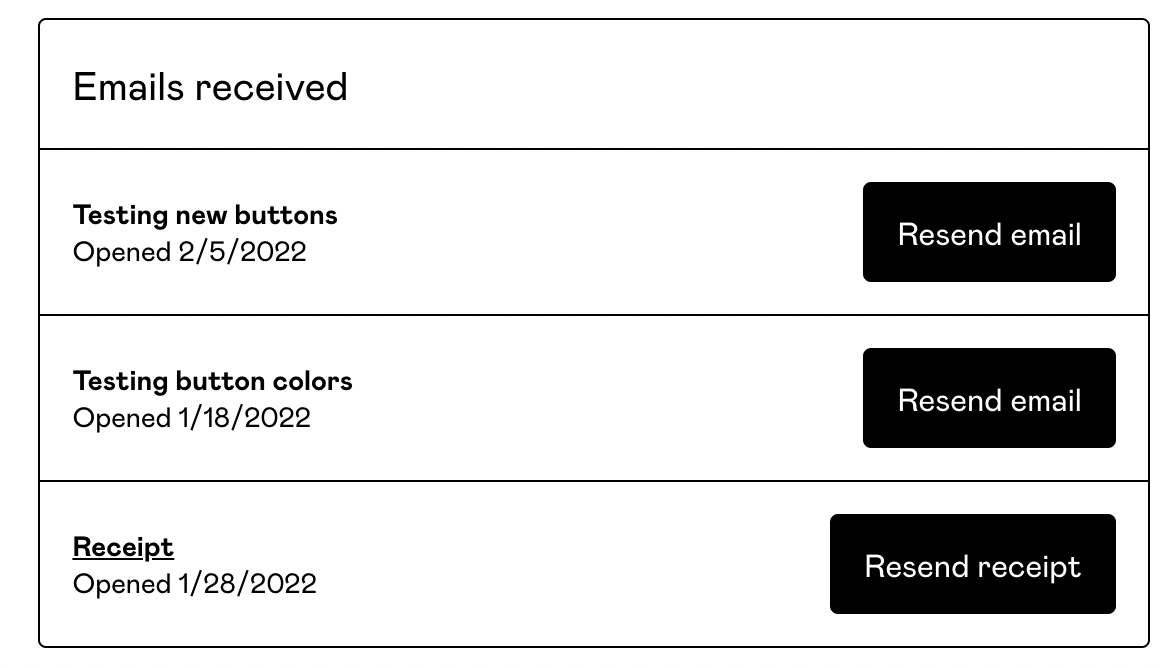 Emails received
Testing new buttons
Opened 2/5/2022
Resend email
Testing button colors
Opened 1/18/2022
Resend email
Receipt
Opened 1/28/2022
Resend receipt